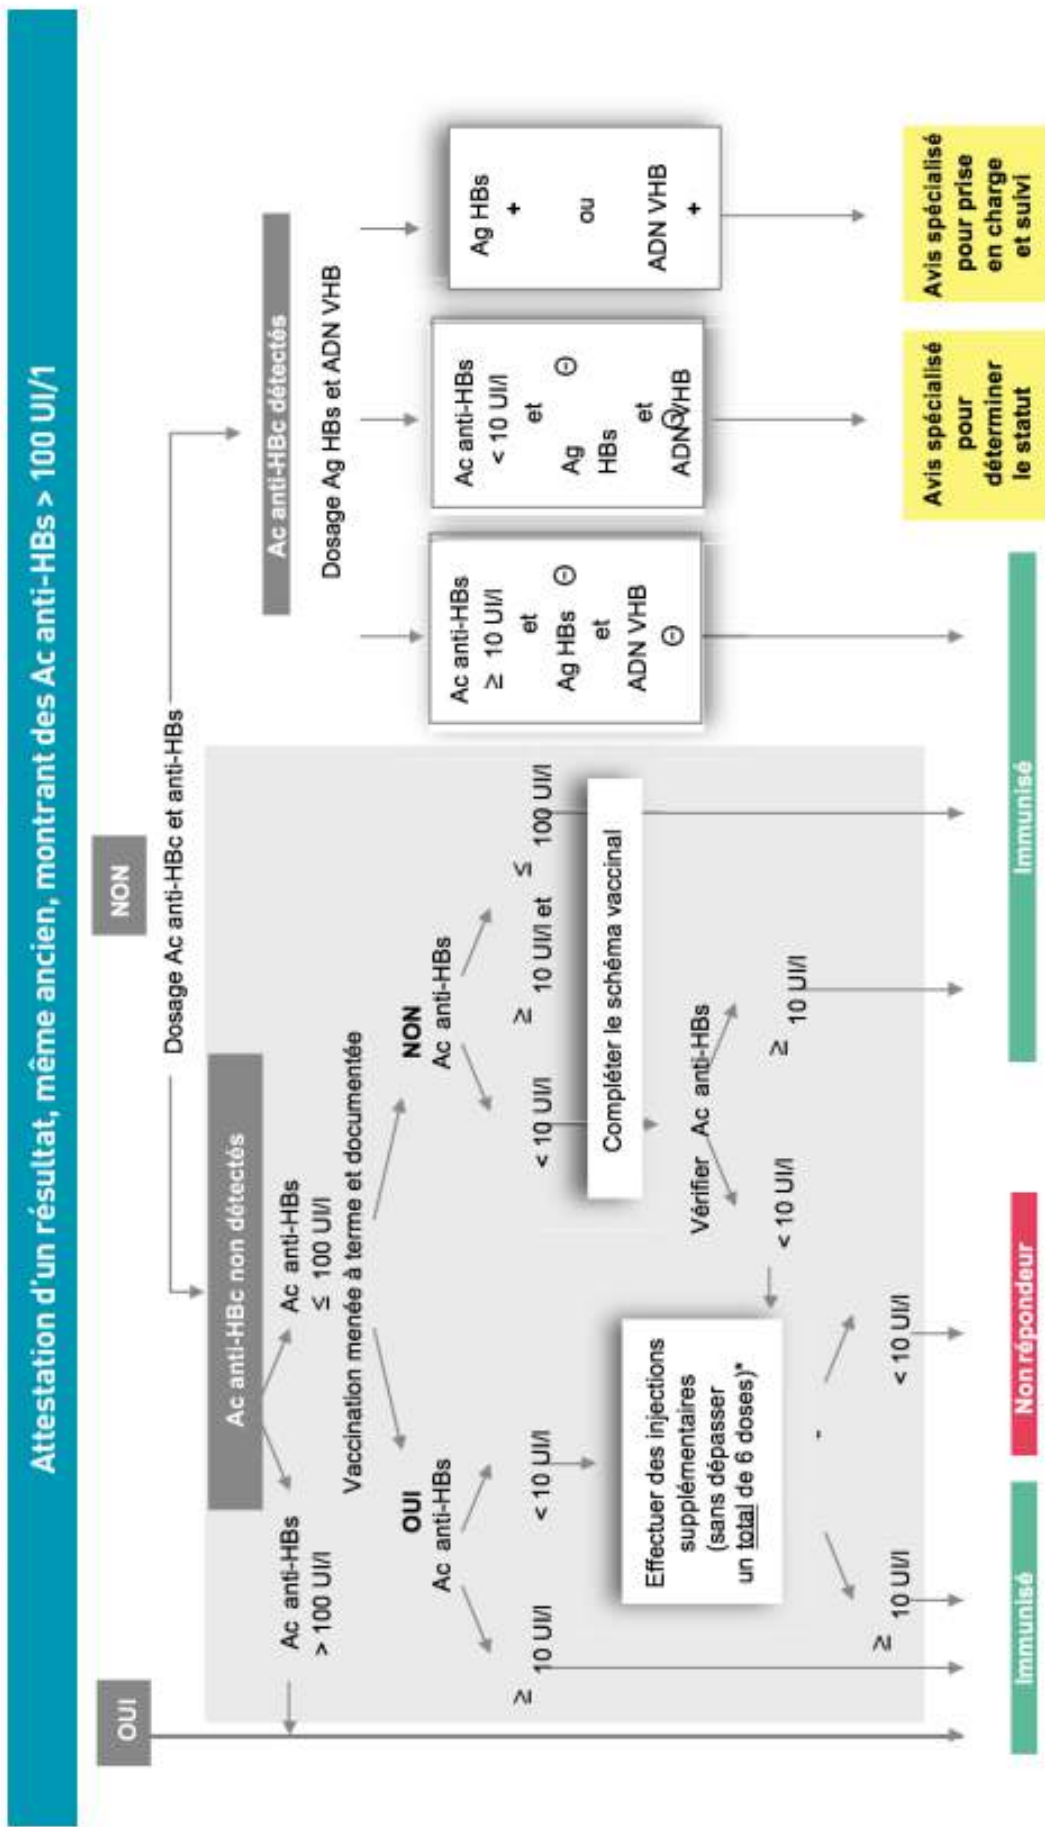 Attestation d'un résultat, même ancien, montrant des Ac anti-HBs > 100 UI/1
OUI
NON
Dosage Ac anti-HBc et anti-HBs
Ac anti-HBc non détectés
Ac anti-HBc détectés
Ac anti-HBs
> 100 UI/l
Ac anti-HBs
≤ 100 UI/l
Vaccination menée à terme et documentée
OUI
Ac anti-HBs
NON
Ac anti-HBs
≥
10 UI/l
< 10 UI/l
< 10 UI/l
≥
10 UI/l et
≤
100 UI/l
Compléter le schéma vaccinal
Vérifier Ac anti-HBs
< 10 UI/l
≥
10 UI/l
Effectuer des injections
supplémentaires
(sans dépasser
un total de 6 doses)*
≥
10 UI/l
< 10 UI/l
Dosage Ag HBs et ADN VHB
Ac anti-HBs
≥ 10 UI/l
et
Ag HBs ⊖
et
ADN VHB
⊖
Ac anti-HBs
< 10 UI/l
et
Ag ⊖
HBs
et
ADN VHB
⊖
Ag HBs
+
ou
ADN VHB
+
Immunisé
Non répondeur
Immunisé
Avis spécialisé
pour
déterminer
le statut
Avis spécialisé
pour prise
en charge
et suivi